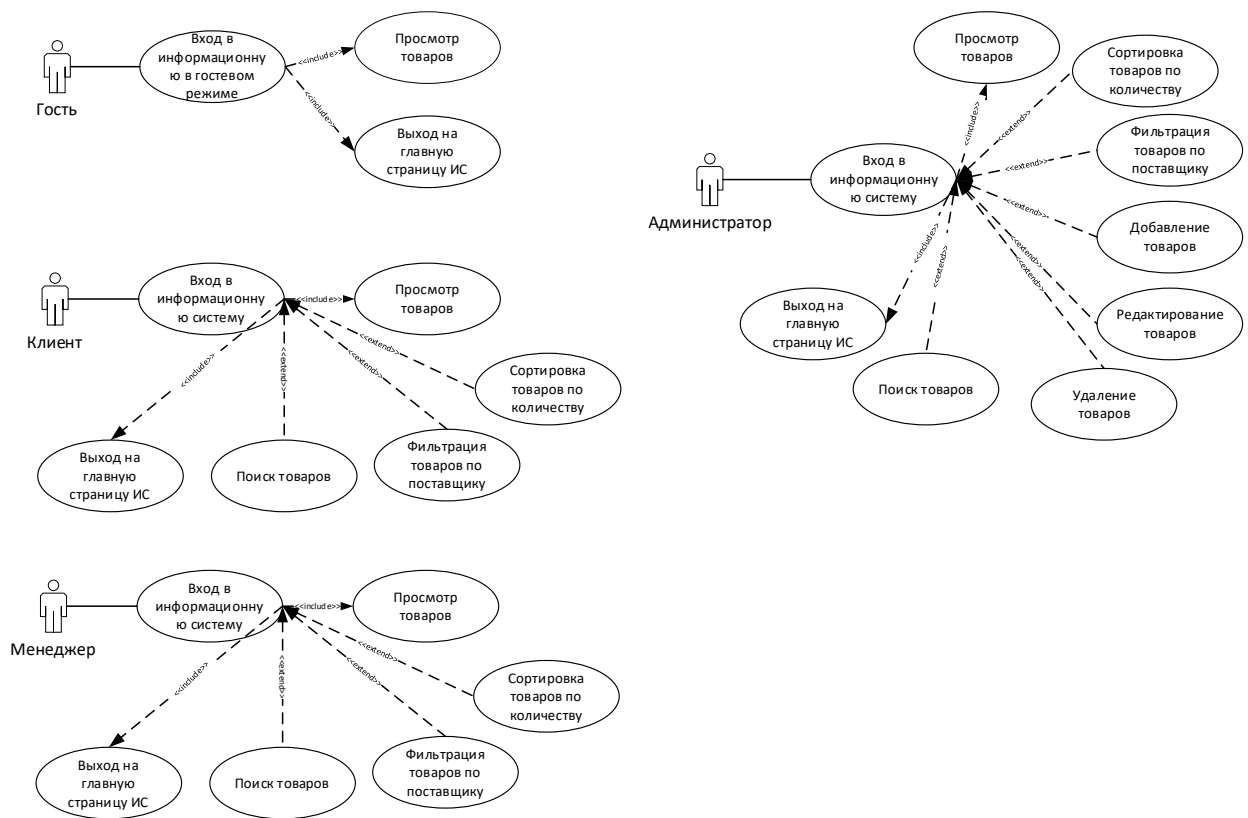 Гость
Вход в
информационну
ю в гостевом
режиме
<<include>>
<<include>>
Просмотр
товаров
Выход на
главную
страницу ИС
Клиент
Вход в
информационну
ю систему
<<include>>
Просмотр
товаров
<<include>>
<<extend>>
<<extend>>
<<extend>>
Сортировка
товаров по
количеству
Выход на
главную
страницу ИС
Поиск товаров
Фильтрация
товаров по
поставщику
Менеджер
Вход в
информационну
ю систему
<<include>>
Просмотр
товаров
<<include>>
<<extend>>
<<extend>>
<<extend>>
Сортировка
товаров по
количеству
Выход на
главную
страницу ИС
Поиск товаров
Фильтрация
товаров по
поставщику
Администратор
Вход в
информационну
ю систему
Просмотр
товаров
<<include>>
<<extend>>
Сортировка
товаров по
количеству
<<extend>>
Фильтрация
товаров по
поставщику
<<extend>>
Добавление
товаров
<<extend>>
Редактирование
товаров
<<extend>>
Удаление
товаров
<<include>>
Выход на
главную
страницу ИС
<<extend>>
Поиск товаров